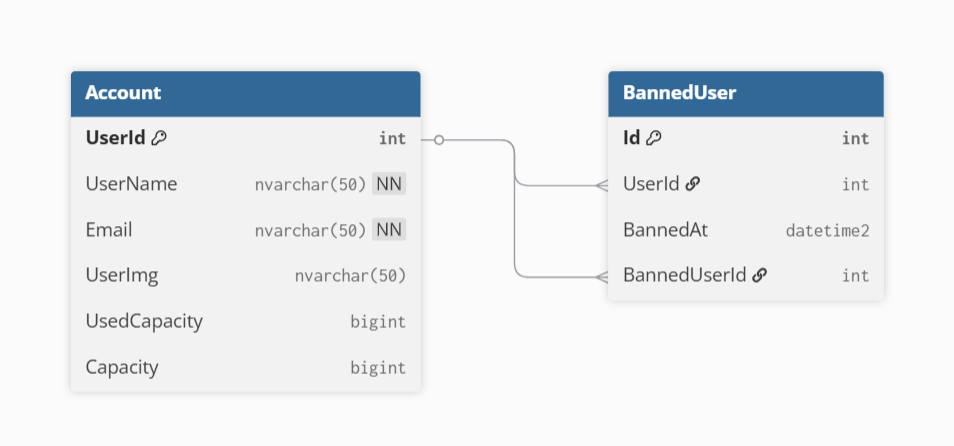 Account
UserId int
UserName nvarchar(50) NN
Email nvarchar(50) NN
UserImg nvarchar(50)
UsedCapacity bigint
Capacity bigint
BannedUser
Id int
UserId int
BannedAt datetime2
BannedUserId int